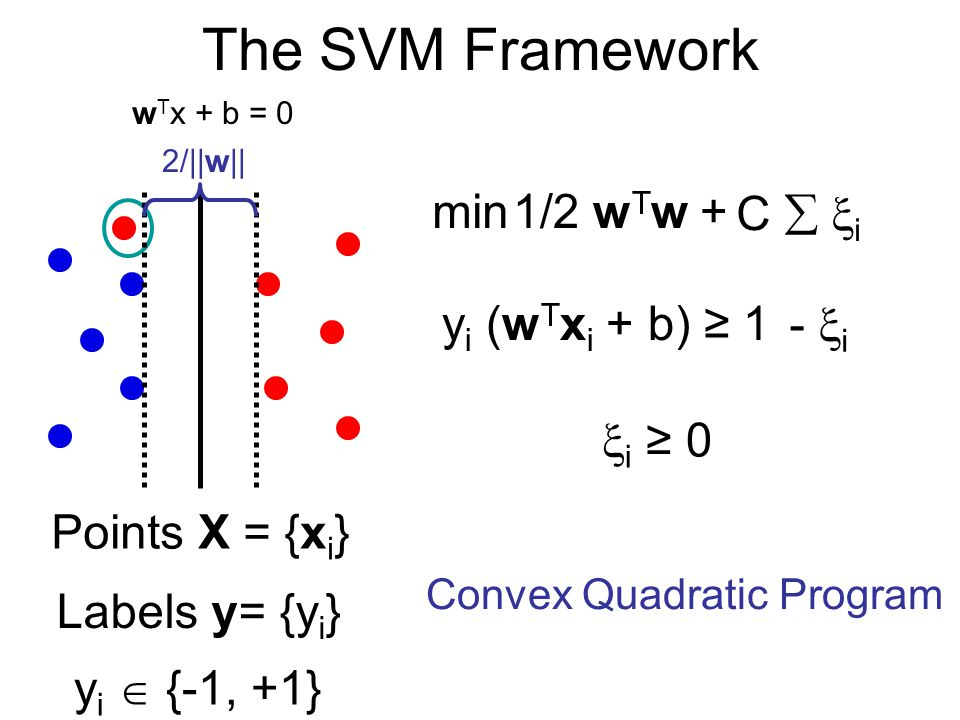 The SVM Framework
wᵀx + b = 0
2/||w||
min 1/2 wᵀw + C ∑ ξᵢ
yᵢ (wᵀxᵢ + b) ≥ 1 - ξᵢ
ξᵢ ≥ 0
Points X = {xᵢ}
Labels y= {yᵢ}
yᵢ ∈ {-1, +1}
Convex Quadratic Program